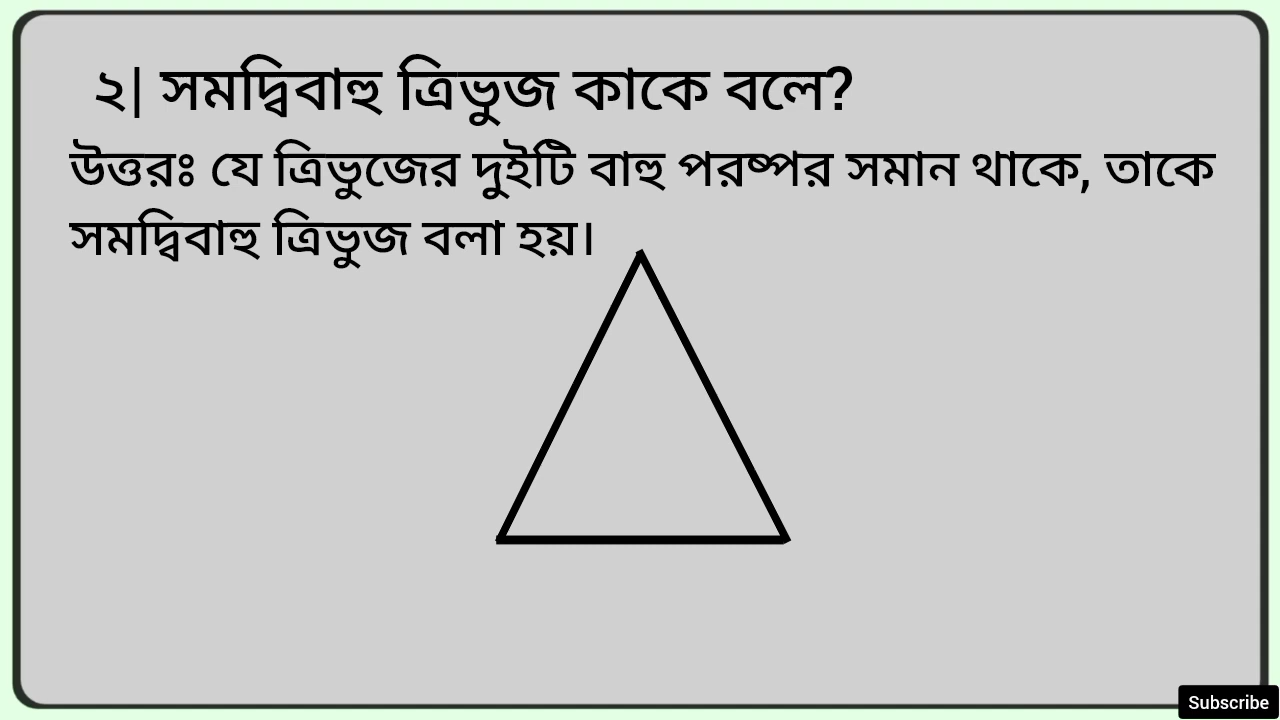 ২| সমদ্বিবাহু ত্রিভুজ কাকে বলে?
উত্তরঃ যে ত্রিভুজের দুইটি বাহু পরষ্পর সমান থাকে, তাকে
সমদ্বিবাহু ত্রিভুজ বলা হয়।
Subscribe